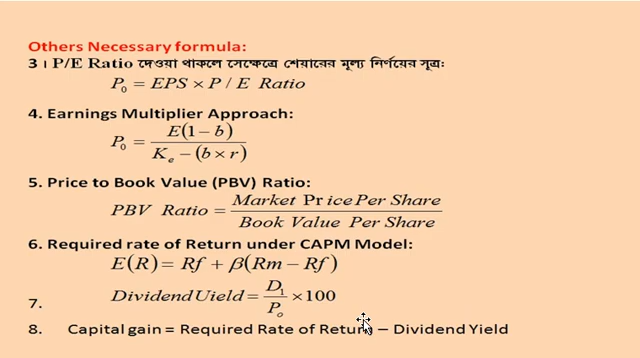 Others Necessary formula:
3। P/E Ratio দেওয়া থাকলে সেক্ষেত্রে শেয়ারের মূল্য নির্ণয়ের সূত্রঃ
P₀ = EPS × P / E Ratio
4. Earnings Multiplier Approach:
P₀ = E(1 – b) / Kₑ – (b × r)
5. Price to Book Value (PBV) Ratio:
PBV Ratio = Market Pr ice Per Share / Book Value Per Share
6. Required rate of Return under CAPM Model:
E(R) = Rf + β(Rm – Rf)
7. Dividend Uield = D₁ / Pₒ × 100
8. Capital gain = Required Rate of Return – Dividend Yield